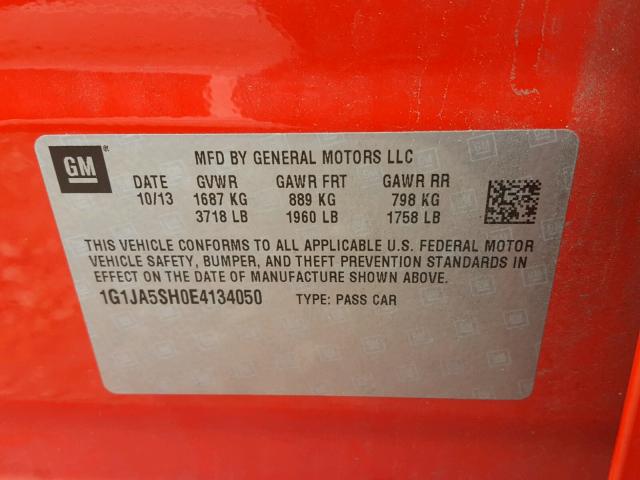 GM®
MFD BY GENERAL MOTORS LLC
DATE GVWR GAWR FRT GAWR RR
10/13 1687 KG 889 KG 798 KG
3718 LB 1960 LB 1758 LB
THIS VEHICLE CONFORMS TO ALL APPLICABLE U.S. FEDERAL MOTOR
VEHICLE SAFETY, BUMPER, AND THEFT PREVENTION STANDARDS IN
EFFECT ON THE DATE OF MANUFACTURE SHOWN ABOVE.
1G1JA5SH0E4134050 TYPE: PASS CAR